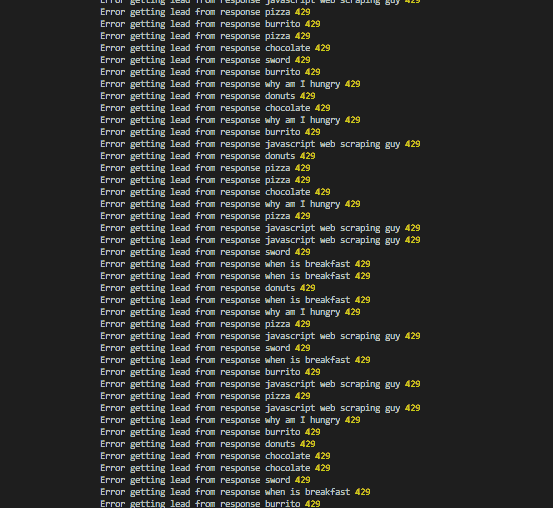 Error getting lead from response javascript web scraping guy 429
Error getting lead from response pizza 429
Error getting lead from response burrito 429
Error getting lead from response pizza 429
Error getting lead from response chocolate 429
Error getting lead from response sword 429
Error getting lead from response burrito 429
Error getting lead from response why am I hungry 429
Error getting lead from response donuts 429
Error getting lead from response chocolate 429
Error getting lead from response why am I hungry 429
Error getting lead from response burrito 429
Error getting lead from response javascript web scraping guy 429
Error getting lead from response donuts 429
Error getting lead from response pizza 429
Error getting lead from response pizza 429
Error getting lead from response chocolate 429
Error getting lead from response why am I hungry 429
Error getting lead from response pizza 429
Error getting lead from response javascript web scraping guy 429
Error getting lead from response javascript web scraping guy 429
Error getting lead from response sword 429
Error getting lead from response when is breakfast 429
Error getting lead from response when is breakfast 429
Error getting lead from response donuts 429
Error getting lead from response when is breakfast 429
Error getting lead from response why am I hungry 429
Error getting lead from response pizza 429
Error getting lead from response javascript web scraping guy 429
Error getting lead from response sword 429
Error getting lead from response when is breakfast 429
Error getting lead from response burrito 429
Error getting lead from response javascript web scraping guy 429
Error getting lead from response pizza 429
Error getting lead from response javascript web scraping guy 429
Error getting lead from response why am I hungry 429
Error getting lead from response burrito 429
Error getting lead from response donuts 429
Error getting lead from response chocolate 429
Error getting lead from response chocolate 429
Error getting lead from response sword 429
Error getting lead from response when is breakfast 429
Error getting lead from response burrito 429